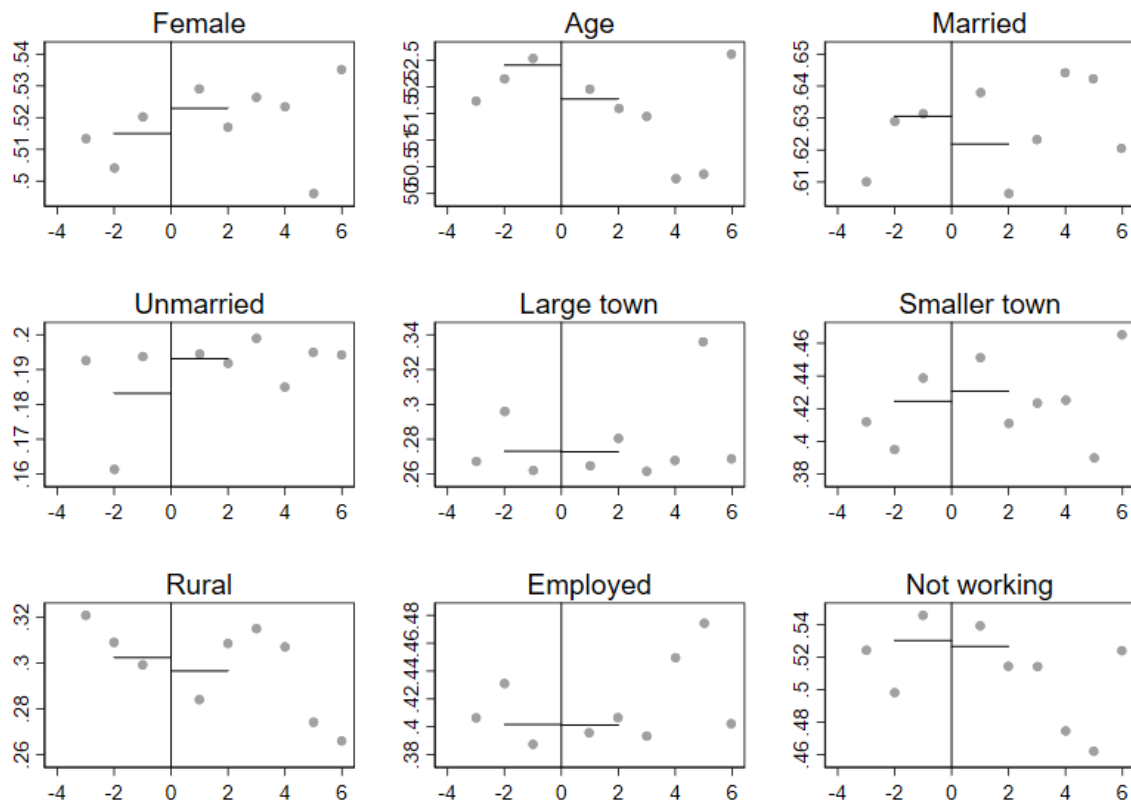 Female
.5 .51 .52 .53 .54
-4 -2 0 2 4 6
Age
-4 -2 0 2 4 6
Married
.61 .62 .63 .64 .65
-4 -2 0 2 4 6
Unmarried
.16 .17 .18 .19 .2
-4 -2 0 2 4 6
Large town
.26 .28 .3 .32 .34
-4 -2 0 2 4 6
Smaller town
.38 .4 .42 .44 .46
-4 -2 0 2 4 6
Rural
.26 .28 .3 .32
-4 -2 0 2 4 6
Employed
.38 .4 .42 .44 .46 .48
-4 -2 0 2 4 6
Not working
.46 .48 .5 .52 .54
-4 -2 0 2 4 6